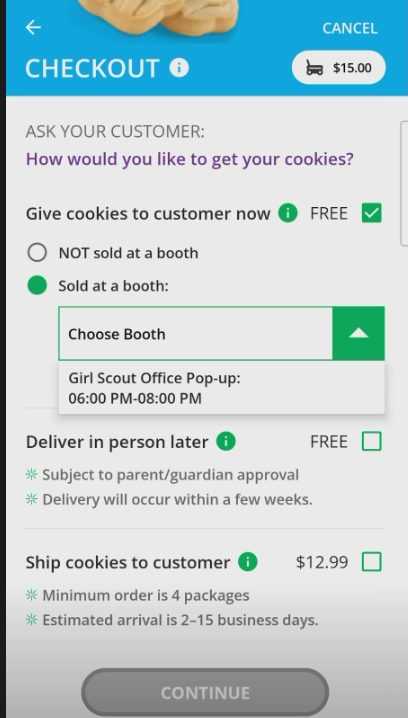 CANCEL
CHECKOUT i
$15.00
ASK YOUR CUSTOMER:
How would you like to get your cookies?
Give cookies to customer now i FREE
NOT sold at a booth
Sold at a booth:
Choose Booth
Girl Scout Office Pop-up:
06:00 PM-08:00 PM
Deliver in person later i FREE
Subject to parent/guardian approval
Delivery will occur within a few weeks.
Ship cookies to customer i $12.99
Minimum order is 4 packages
Estimated arrival is 2–15 business days.
CONTINUE